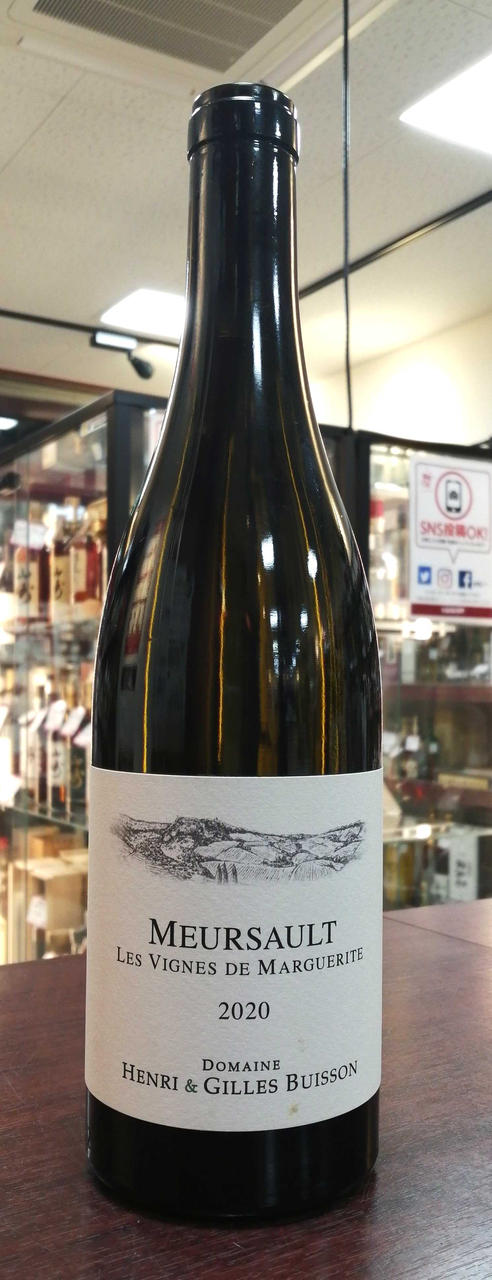 SNS投稿OK!
MEURSAULT
LES VIGNES DE MARGUERITE
2020
DOMAINE
HENRI & GILLES BUISSON